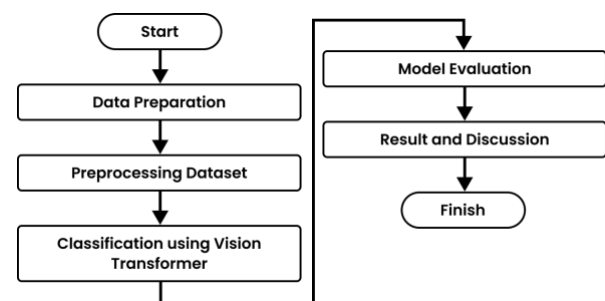 Start
Data Preparation
Preprocessing Dataset
Classification using Vision
Transformer
Model Evaluation
Result and Discussion
Finish